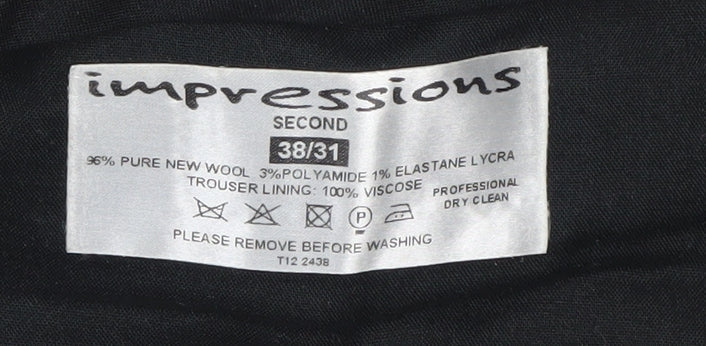 impressions
SECOND
38/31
96% PURE NEW WOOL 3%POLYAMIDE 1% ELASTANE LYCRA
TROUSER LINING: 100% VISCOSE
PROFESSIONAL
DRY CLEAN
P
PLEASE REMOVE BEFORE WASHING
T12 2438